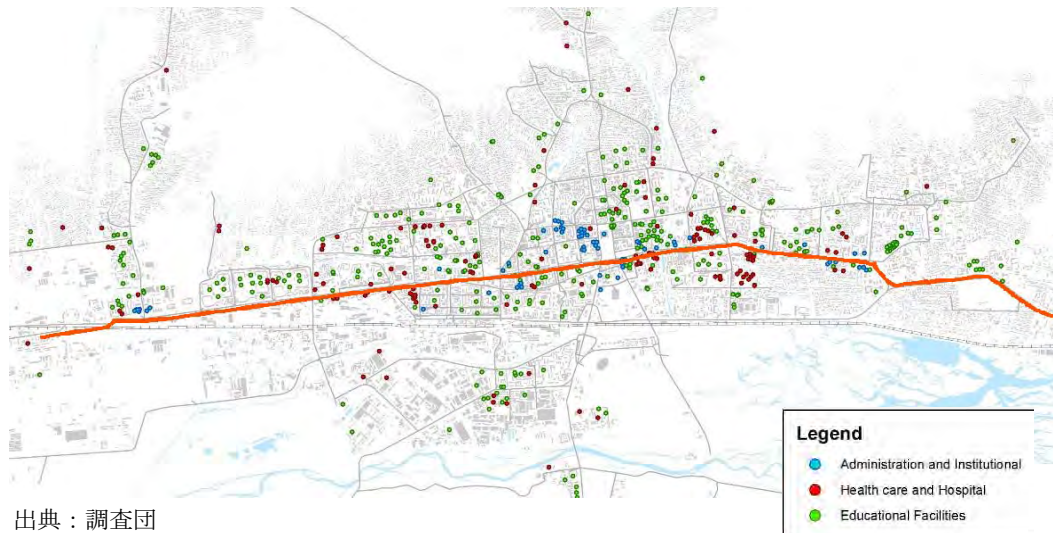 Legend
Administration and Institutional
Health care and Hospital
Educational Facilities
出典：調査団